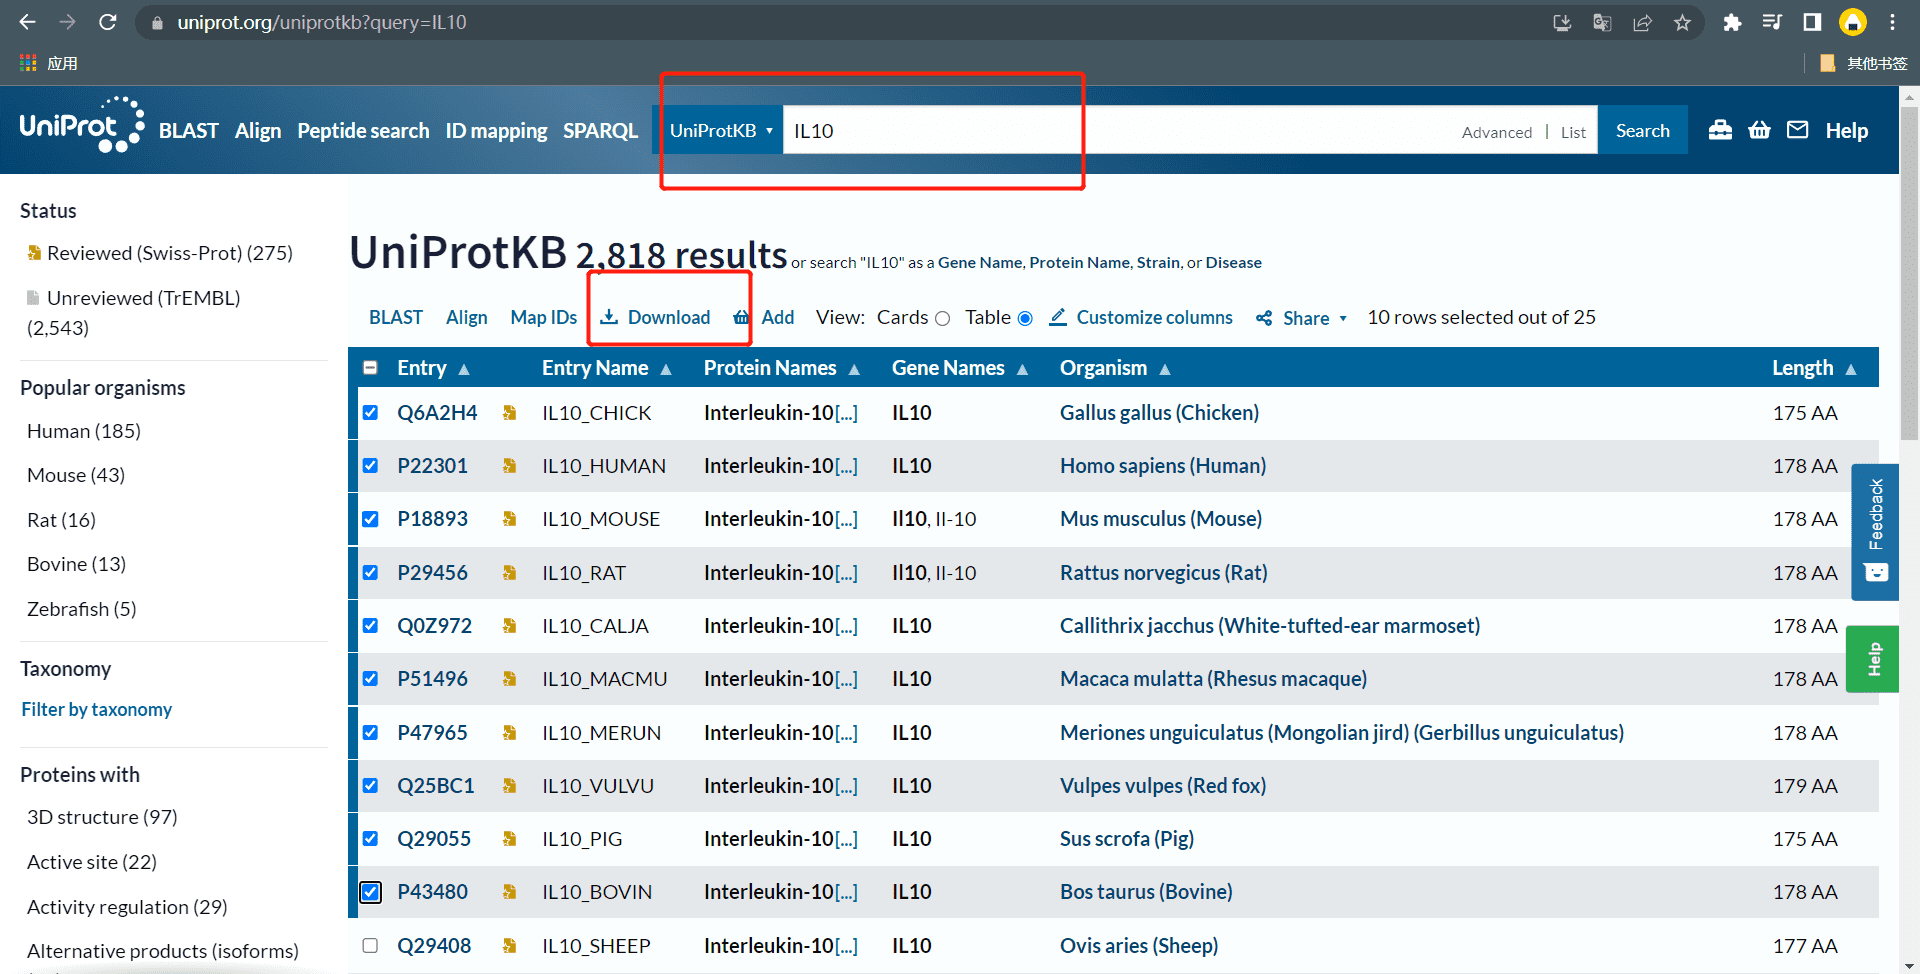 uniprot.org/uniprotkb?query=IL10
应用
其他书签
UniProt BLAST Align Peptide search ID mapping SPARQL UniProtKB IL10 Advanced List Search Help
Status
Reviewed (Swiss-Prot) (275)
Unreviewed (TrEMBL)
(2,543)
Popular organisms
Human (185)
Mouse (43)
Rat (16)
Bovine (13)
Zebrafish (5)
Taxonomy
Filter by taxonomy
Proteins with
3D structure (97)
Active site (22)
Activity regulation (29)
Alternative products (isoforms)
UniProtKB 2,818 results or search "IL10" as a Gene Name, Protein Name, Strain, or Disease
BLAST Align Map IDs Download Add View: Cards Table Customize columns Share 10 rows selected out of 25
Entry Entry Name Protein Names Gene Names Organism Length
Q6A2H4 IL10_CHICK Interleukin-10[...] IL10 Gallus gallus (Chicken) 175 AA
P22301 IL10_HUMAN Interleukin-10[...] IL10 Homo sapiens (Human) 178 AA
P18893 IL10_MOUSE Interleukin-10[...] Il10, Il-10 Mus musculus (Mouse) 178 AA
P29456 IL10_RAT Interleukin-10[...] Il10, Il-10 Rattus norvegicus (Rat) 178 AA
Q0Z972 IL10_CALJA Interleukin-10[...] IL10 Callithrix jacchus (White-tufted-ear marmoset) 178 AA
P51496 IL10_MACMU Interleukin-10[...] IL10 Macaca mulatta (Rhesus macaque) 178 AA
P47965 IL10_MERUN Interleukin-10[...] IL10 Meriones unguiculatus (Mongolian jird) (Gerbillus unguiculatus) 178 AA
Q25BC1 IL10_VULVU Interleukin-10[...] IL10 Vulpes vulpes (Red fox) 179 AA
Q29055 IL10_PIG Interleukin-10[...] IL10 Sus scrofa (Pig) 175 AA
P43480 IL10_BOVIN Interleukin-10[...] IL10 Bos taurus (Bovine) 178 AA
Q29408 IL10_SHEEP Interleukin-10[...] IL10 Ovis aries (Sheep) 177 AA
Feedback
Help